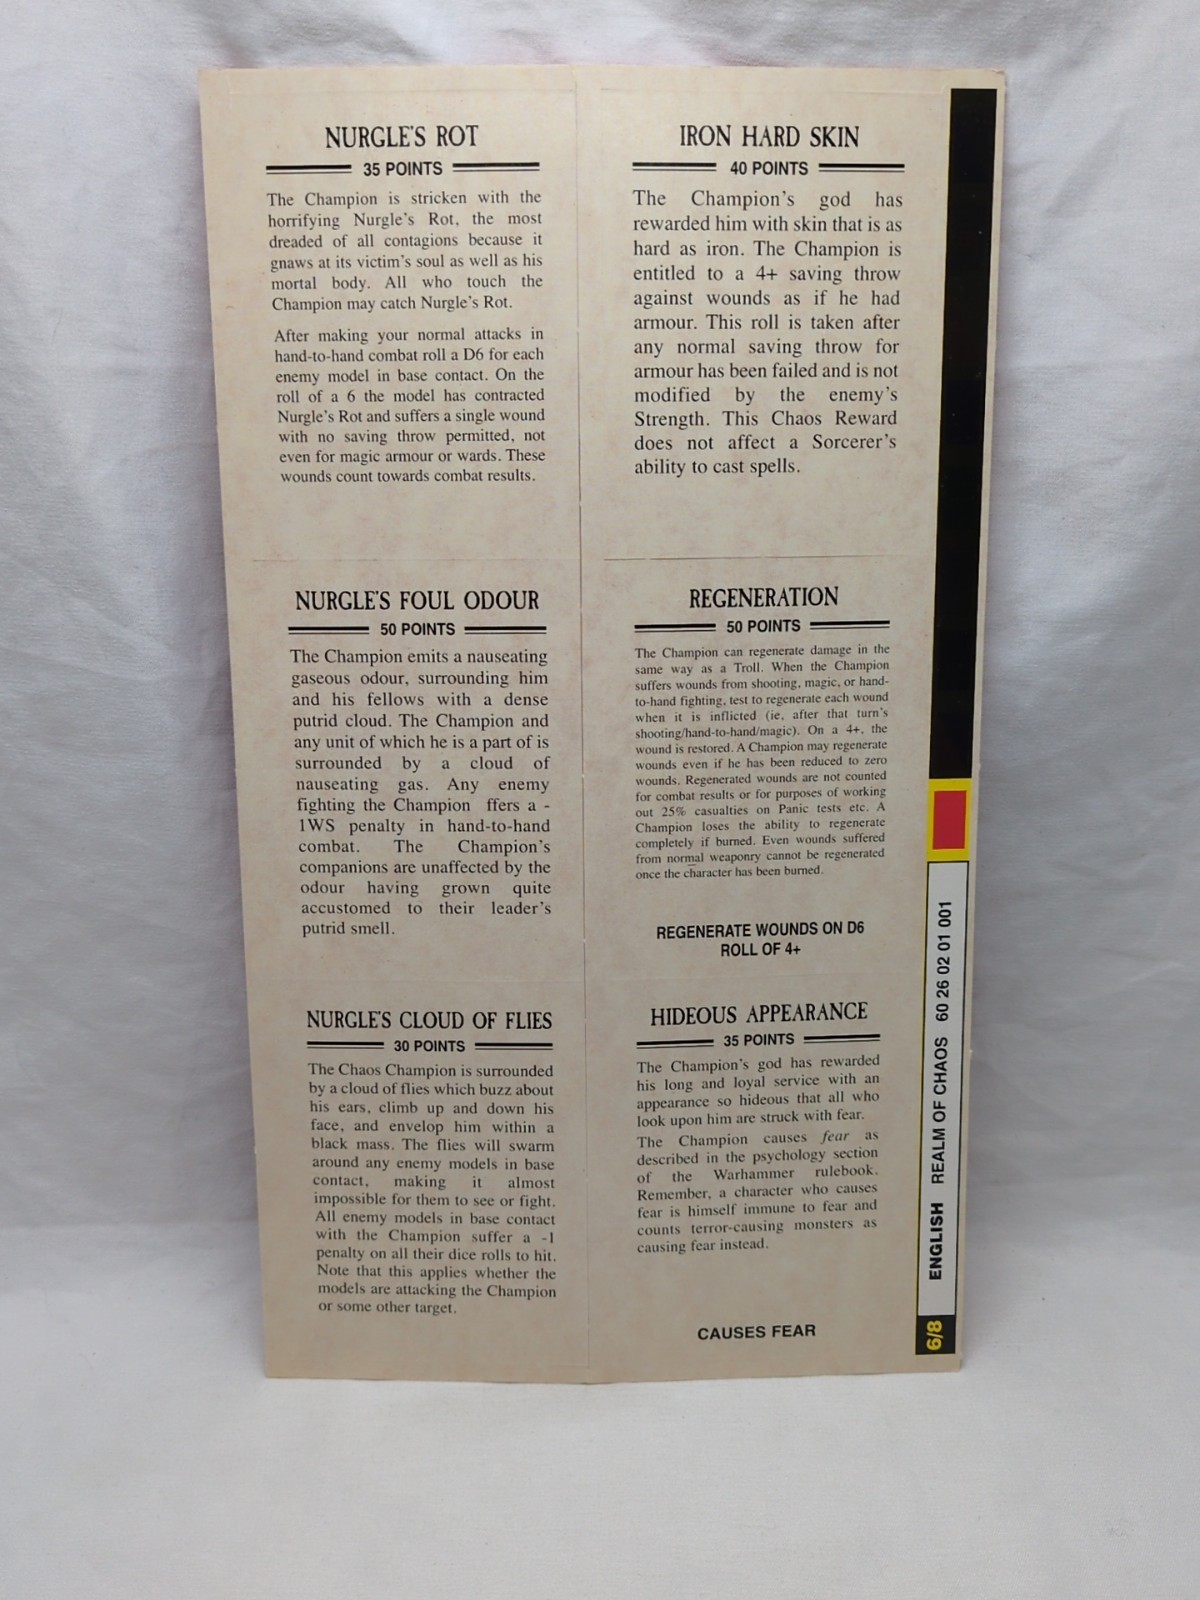 NURGLE'S ROT
35 POINTS
The Champion is stricken with the
horrifying Nurgle's Rot, the most
dreaded of all contagions because it
gnaws at its victim's soul as well as his
mortal body. All who touch the
Champion may catch Nurgle's Rot.
After making your normal attacks in
hand-to-hand combat roll a D6 for each
enemy model in base contact. On the
roll of a 6 the model has contracted
Nurgle's Rot and suffers a single wound
with no saving throw permitted, not
even for magic armour or wards. These
wounds count towards combat results.
IRON HARD SKIN
40 POINTS
The Champion's god has
rewarded him with skin that is as
hard as iron. The Champion is
entitled to a 4+ saving throw
against wounds as if he had
armour. This roll is taken after
any normal saving throw for
armour has been failed and is not
modified by the enemy's
Strength. This Chaos Reward
does not affect a Sorcerer's
ability to cast spells.
NURGLE'S FOUL ODOUR
50 POINTS
The Champion emits a nauseating
gaseous odour, surrounding him
and his fellows with a dense
putrid cloud. The Champion and
any unit of which he is a part of is
surrounded by a cloud of
nauseating gas. Any enemy
fighting the Champion ffers a -
1WS penalty in hand-to-hand
combat. The Champion's
companions are unaffected by the
odour having grown quite
accustomed to their leader's
putrid smell.
REGENERATION
50 POINTS
The Champion can regenerate damage in the
same way as a Troll. When the Champion
suffers wounds from shooting, magic, or hand-
to-hand fighting, test to regenerate each wound
when it is inflicted (ie, after that turn's
shooting/hand-to-hand/magic). On a 4+, the
wound is restored. A Champion may regenerate
wounds even if he has been reduced to zero
wounds. Regenerated wounds are not counted
for combat results or for purposes of working
out 25% casualties on Panic tests etc. A
Champion loses the ability to regenerate
completely if burned. Even wounds suffered
from normal weaponry cannot be regenerated
once the character has been burned.
REGENERATE WOUNDS ON D6
ROLL OF 4+
NURGLE'S CLOUD OF FLIES
30 POINTS
The Chaos Champion is surrounded
by a cloud of flies which buzz about
his ears, climb up and down his
face, and envelop him within a
black mass. The flies will swarm
around any enemy models in base
contact, making it almost
impossible for them to see or fight.
All enemy models in base contact
with the Champion suffer a -1
penalty on all their dice rolls to hit.
Note that this applies whether the
models are attacking the Champion
or some other target.
HIDEOUS APPEARANCE
35 POINTS
The Champion's god has rewarded
his long and loyal service with an
appearance so hideous that all who
look upon him are struck with fear.
The Champion causes fear as
described in the psychology section
of the Warhammer rulebook.
Remember, a character who causes
fear is himself immune to fear and
counts terror-causing monsters as
causing fear instead.
CAUSES FEAR
6/8 ENGLISH REALM OF CHAOS 60 26 02 01 001